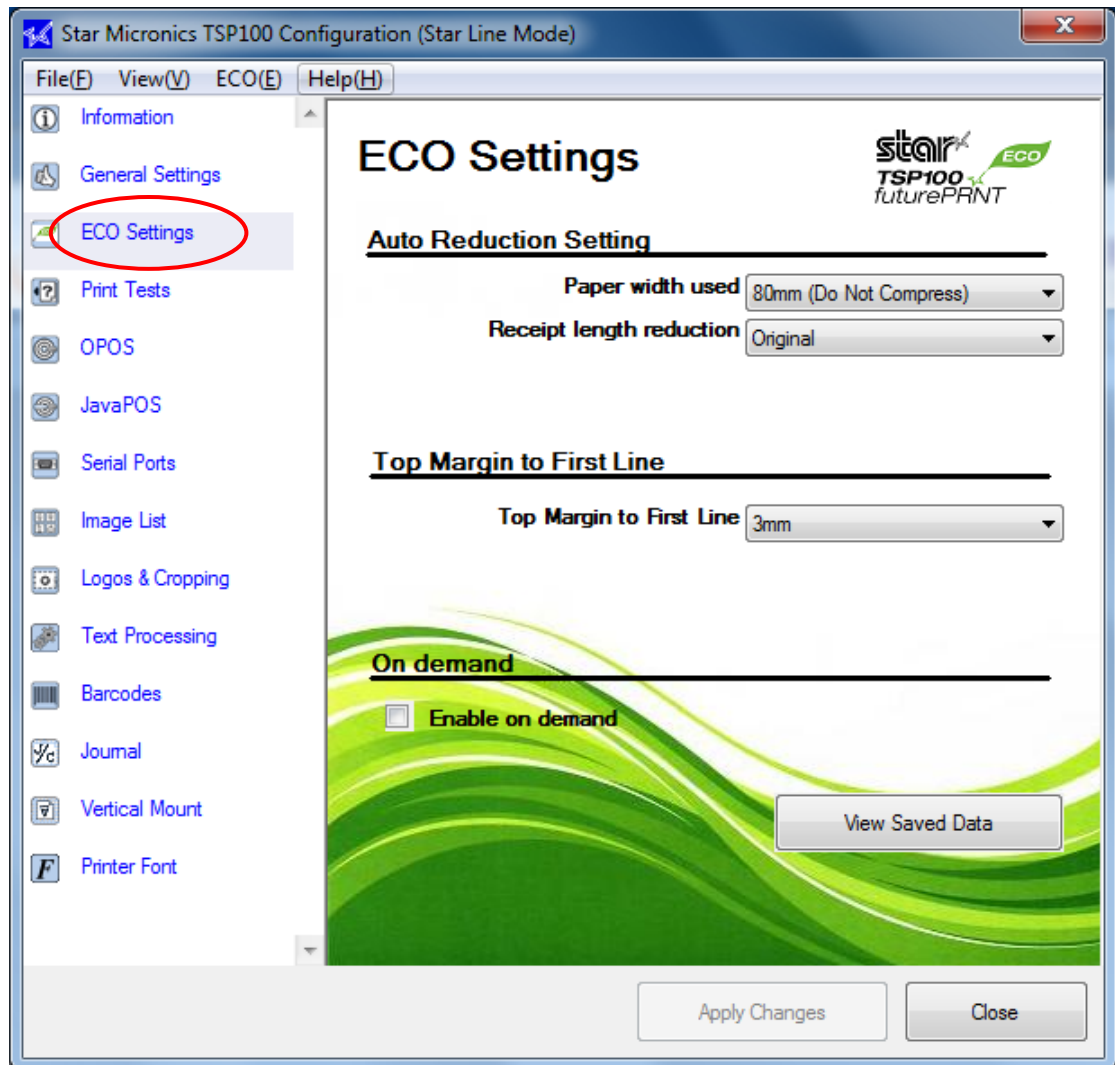 Star Micronics TSP100 Configuration (Star Line Mode)
File(F) View(V) ECO(E) Help(H)
Information
General Settings
ECO Settings
Print Tests
OPOS
JavaPOS
Serial Ports
Image List
Logos & Cropping
Text Processing
Barcodes
Journal
Vertical Mount
F Printer Font
ECO Settings
star ECO
TSP100
futurePRNT
Auto Reduction Setting
Paper width used 80mm (Do Not Compress)
Receipt length reduction Original
Top Margin to First Line
Top Margin to First Line 3mm
On demand
Enable on demand
View Saved Data
Apply Changes Close